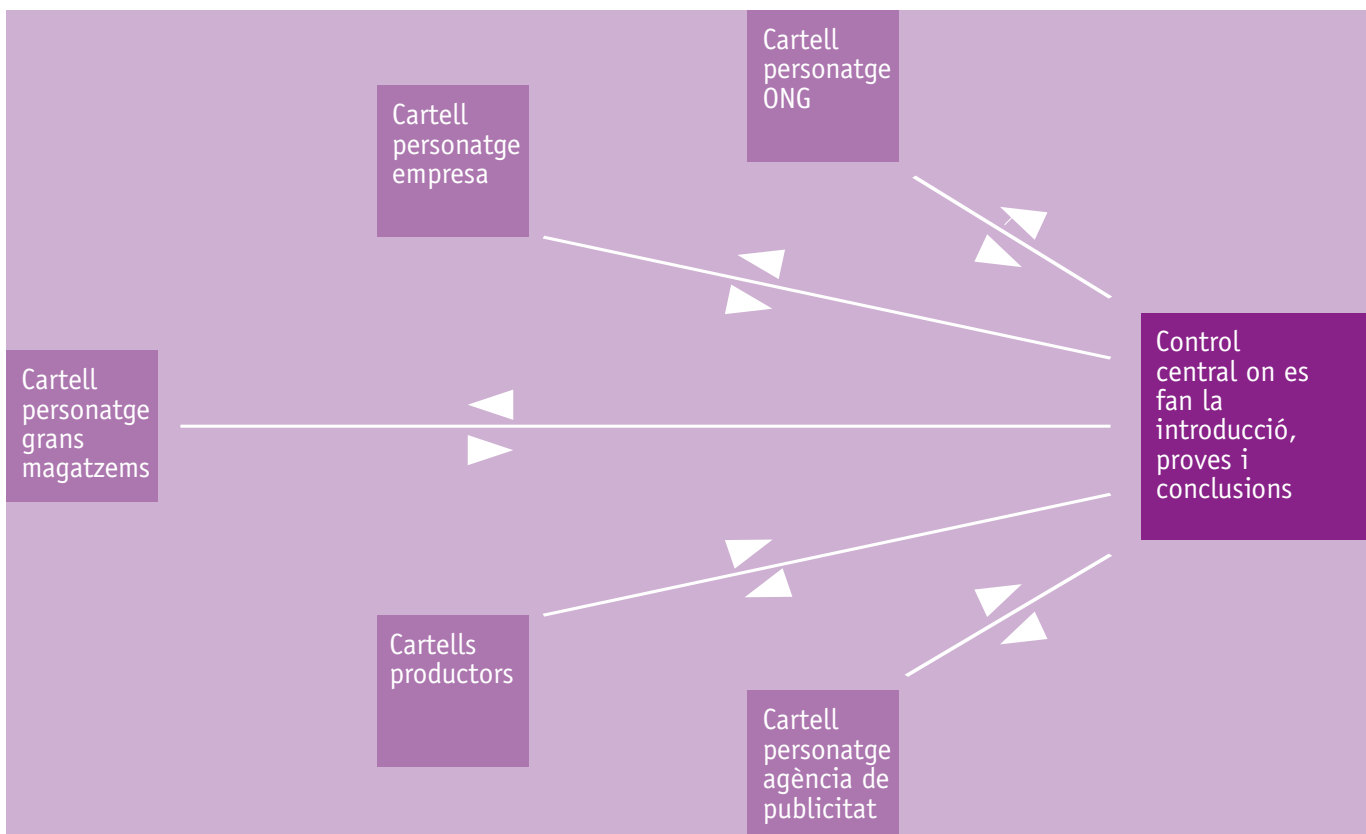 Cartell
personatge
ONG
Cartell
personatge
empresa
Control
central on es
fan la
introducció,
proves i
conclusions
Cartell
personatge
grans
magatzems
Cartells
productors
Cartell
personatge
agència de
publicitat